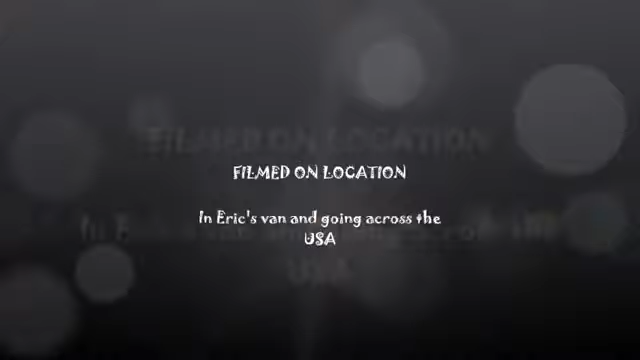 FILMED ON LOCATION
In Eric's van and going across the
USA